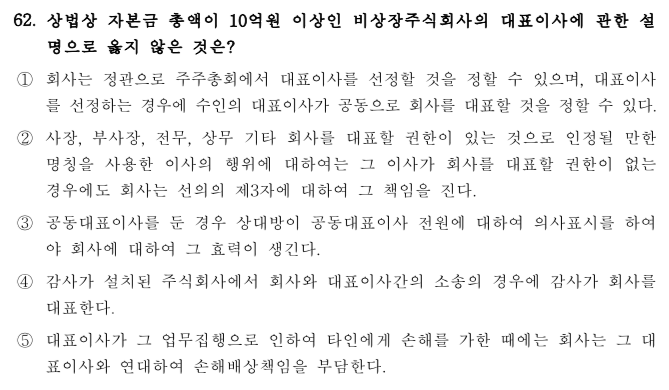 62. 상법상 자본금 총액이 10억원 이상인 비상장주식회사의 대표이사에 관한 설
명으로 옳지 않은 것은?
① 회사는 정관으로 주주총회에서 대표이사를 선정할 것을 정할 수 있으며, 대표이사
를 선정하는 경우에 수인의 대표이사가 공동으로 회사를 대표할 것을 정할 수 있다.
② 사장, 부사장, 전무, 상무 기타 회사를 대표할 권한이 있는 것으로 인정될 만한
명칭을 사용한 이사의 행위에 대하여는 그 이사가 회사를 대표할 권한이 없는
경우에도 회사는 선의의 제3자에 대하여 그 책임을 진다.
③ 공동대표이사를 둔 경우 상대방이 공동대표이사 전원에 대하여 의사표시를 하여
야 회사에 대하여 그 효력이 생긴다.
④ 감사가 설치된 주식회사에서 회사와 대표이사간의 소송의 경우에 감사가 회사를
대표한다.
⑤ 대표이사가 그 업무집행으로 인하여 타인에게 손해를 가한 때에는 회사는 그 대
표이사와 연대하여 손해배상책임을 부담한다.